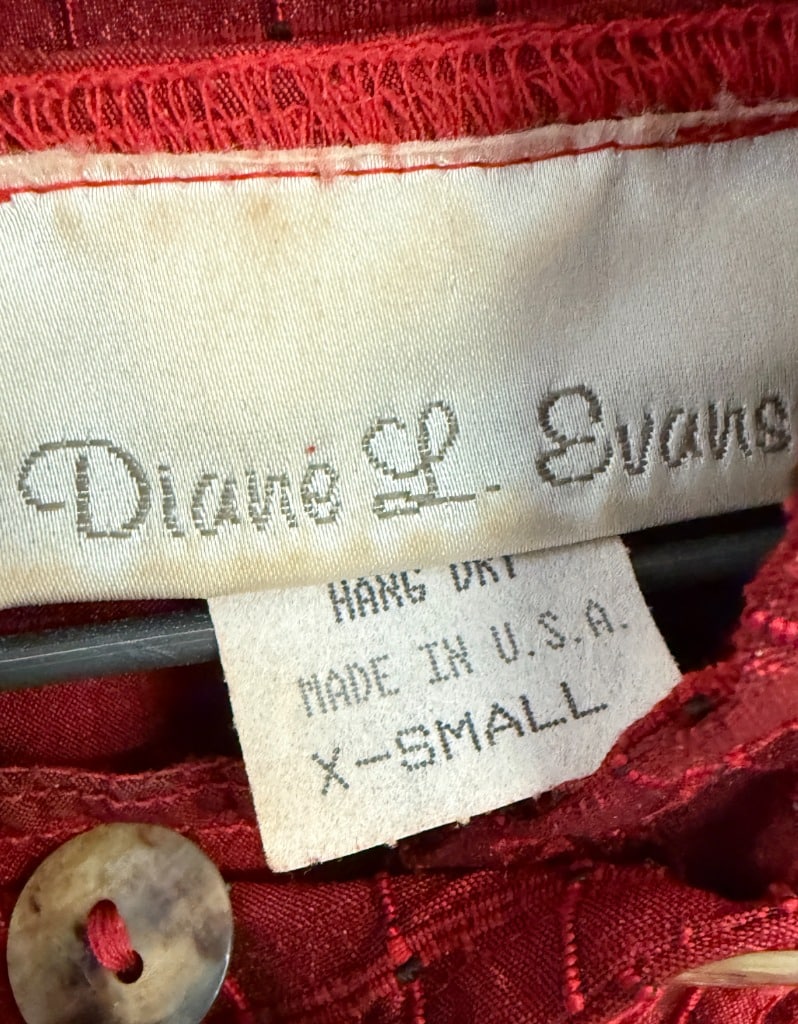 Diane L. Evans
HANG DRY
MADE IN U.S.A.
X-SMALL